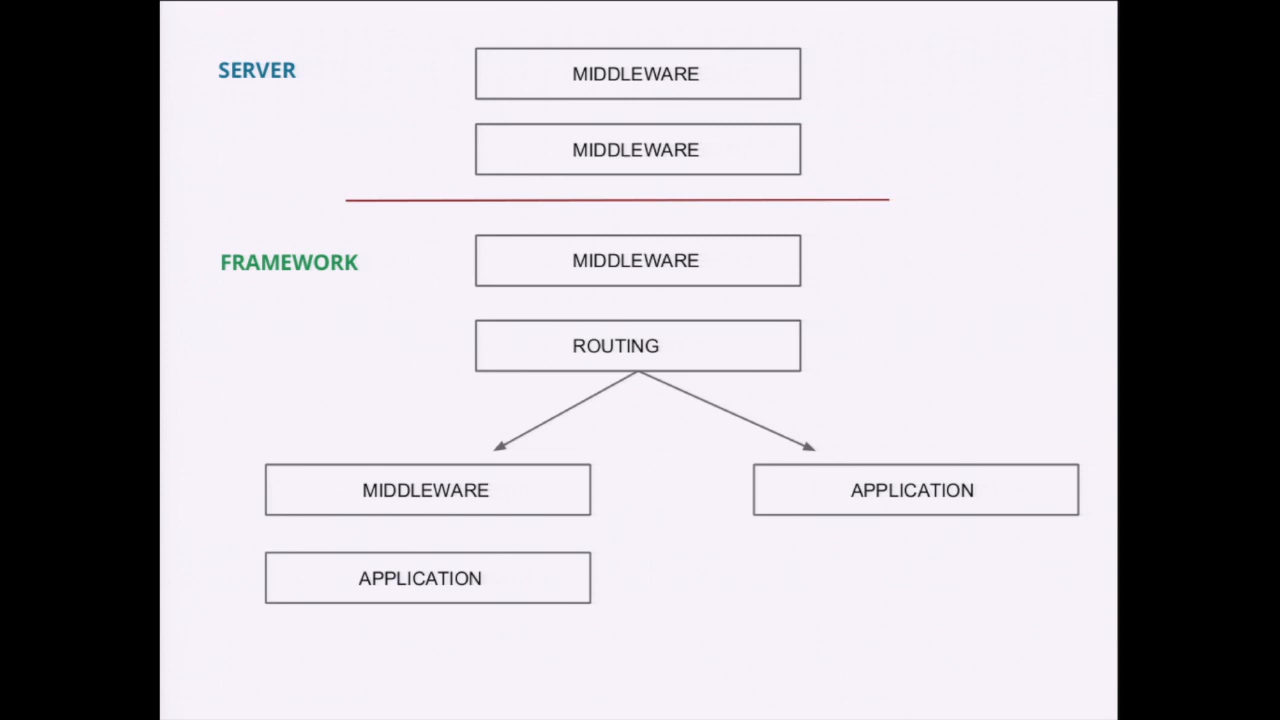 SERVER
MIDDLEWARE
MIDDLEWARE
FRAMEWORK
MIDDLEWARE
ROUTING
MIDDLEWARE
APPLICATION
APPLICATION